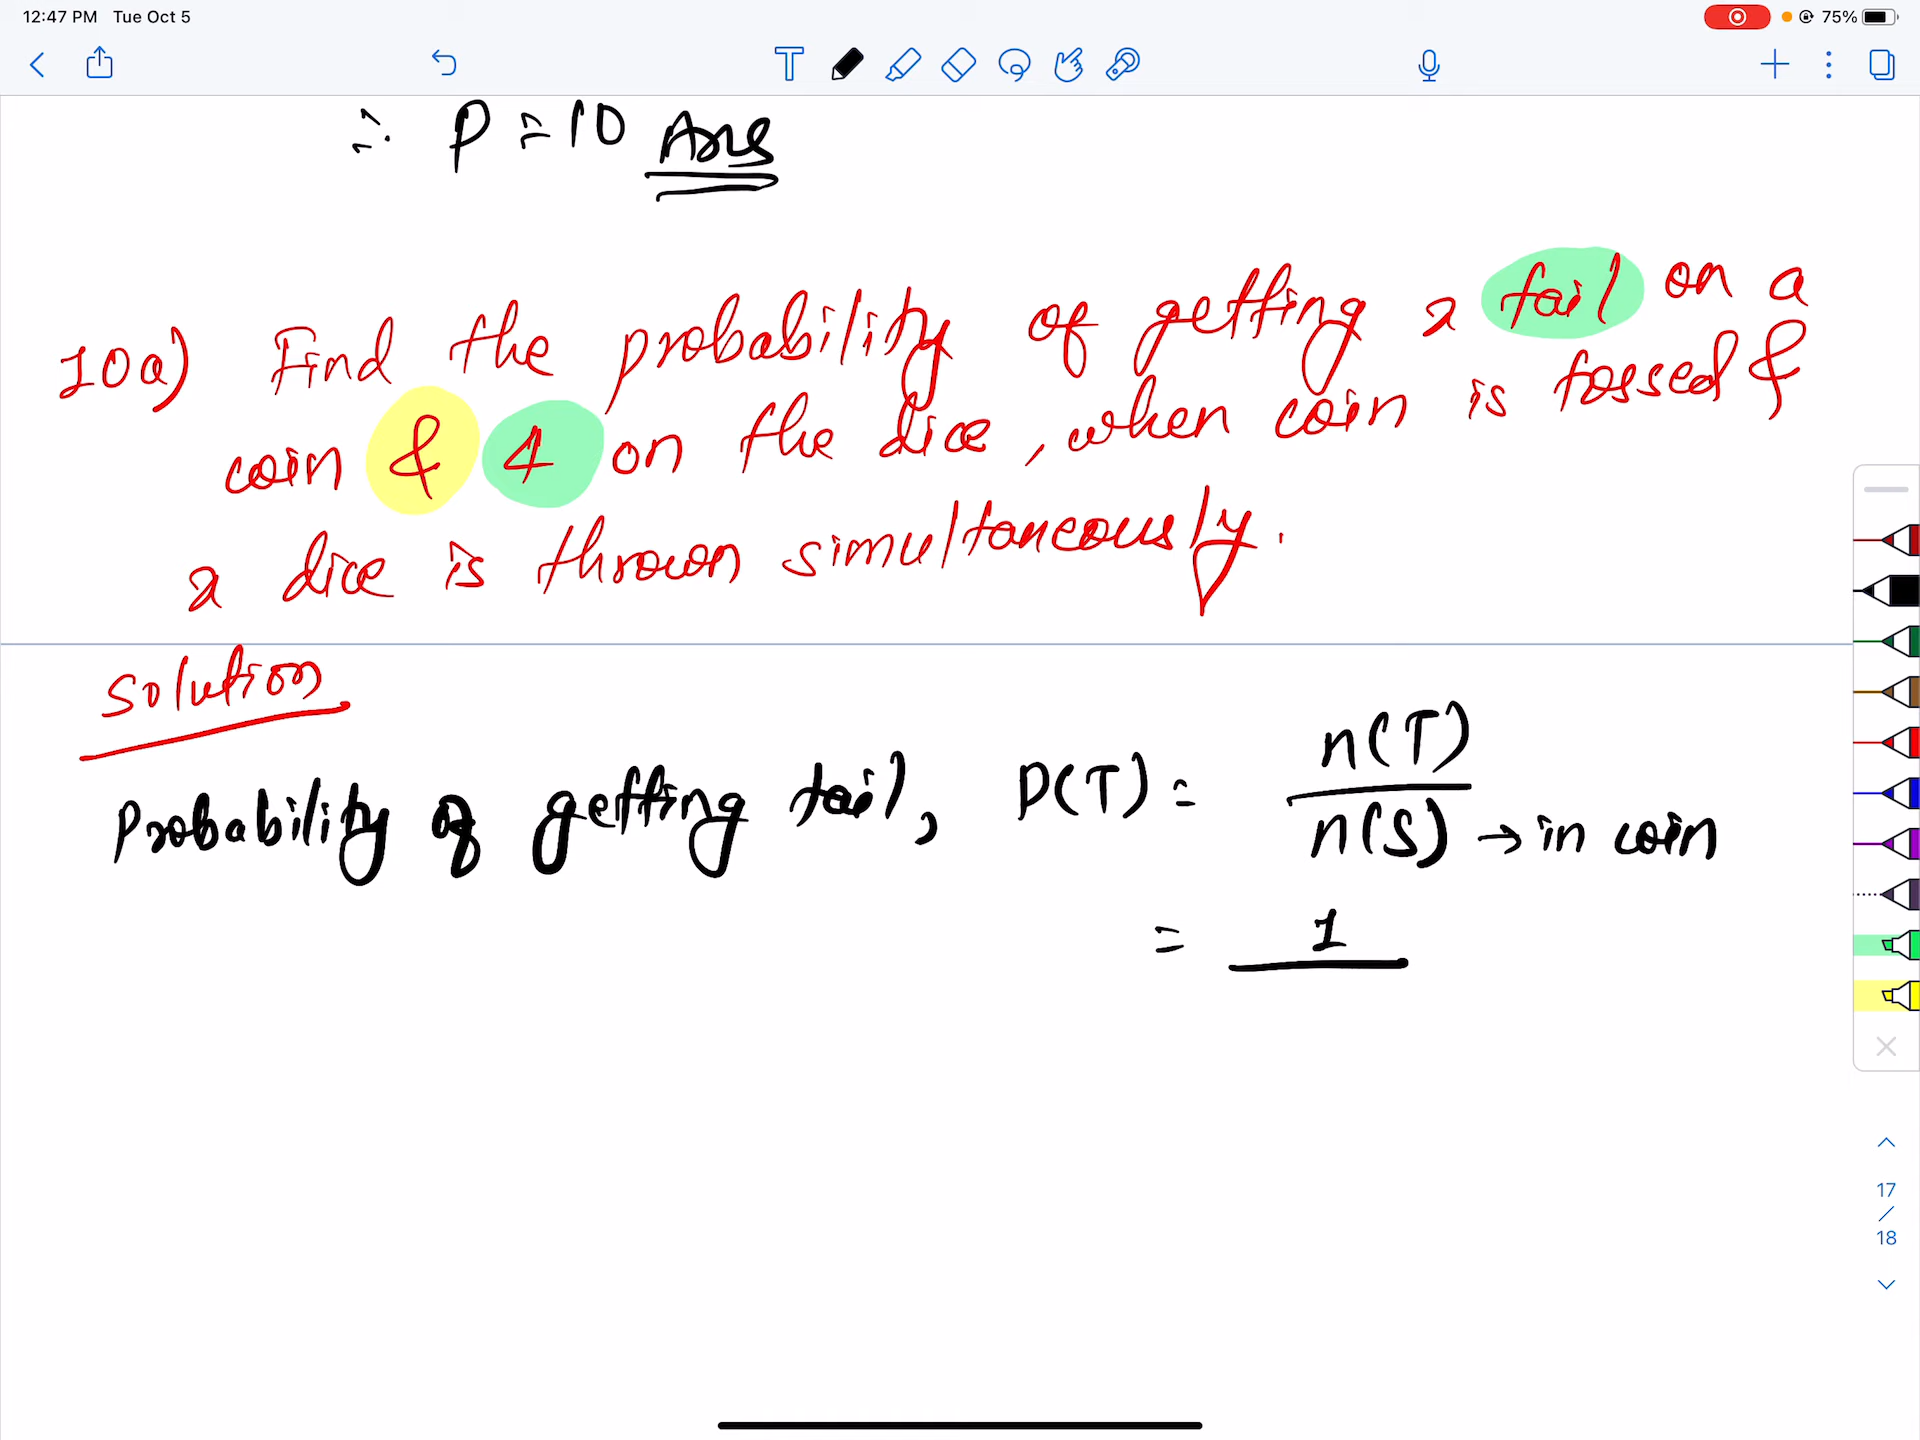 12:47 PM Tue Oct 5
75%
∴ P = 10 Ans
10a) Find the probability of getting a tail on a
coin & 4 on the dice, when coin is tossed &
a dice is thrown simultaneously.
Solution
Probability of getting tail, P(T) = n(T)
n(S) → in coin
= 1
17
/
18